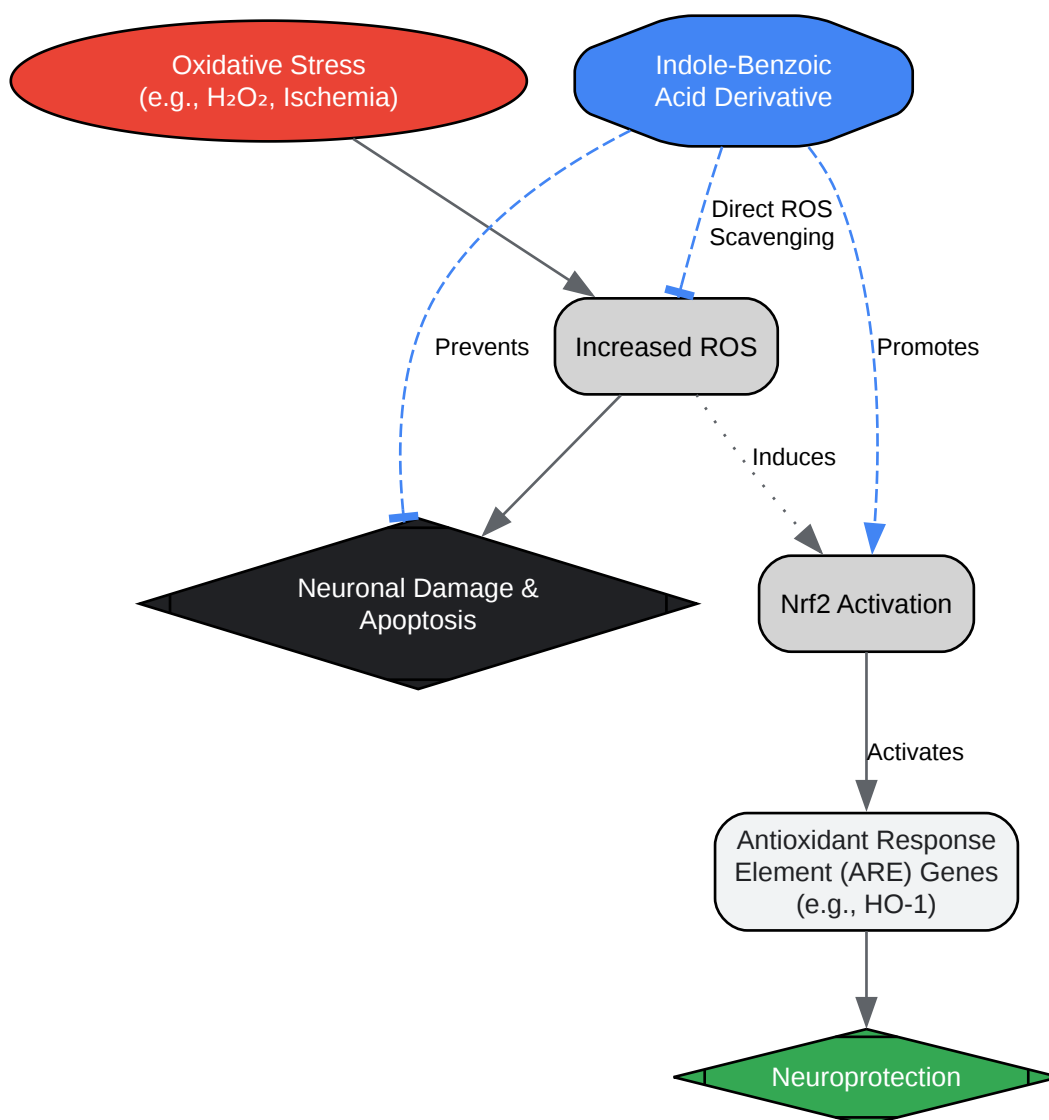 Oxidative Stress
(e.g., H₂O₂, Ischemia)
Indole-Benzoic
Acid Derivative
Direct ROS
Scavenging
Prevents
Increased ROS
Promotes
Induces
Neuronal Damage &
Apoptosis
Nrf2 Activation
Activates
Antioxidant Response
Element (ARE) Genes
(e.g., HO-1)
Neuroprotection